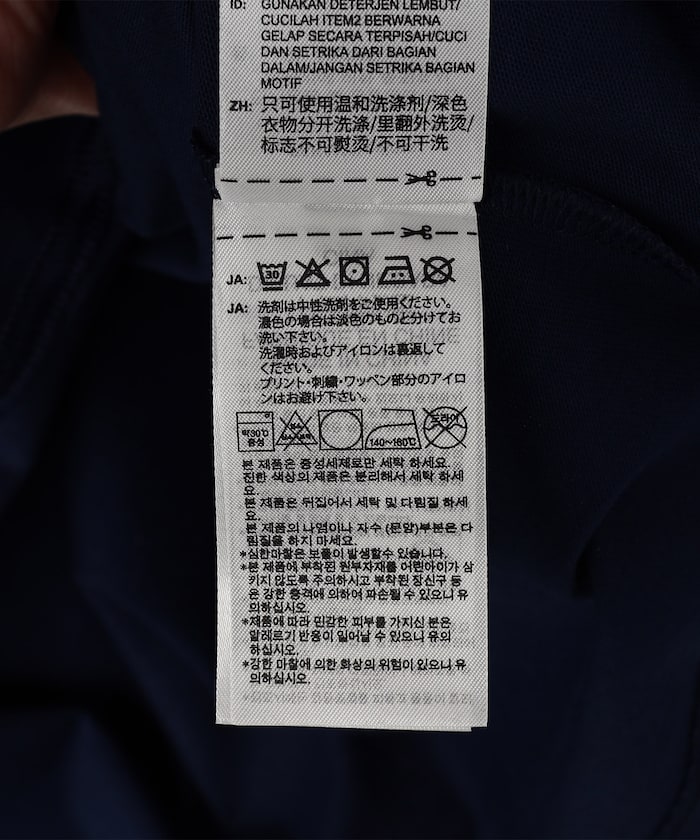 ID: GUNAKAN DETERJEN LEMBUT/
CUCILAH ITEM2 BERWARNA
GELAP SECARA TERPISAH/CUCI
DAN SETRIKA DARI BAGIAN
DALAM/JANGAN SETRIKA BAGIAN
MOTIF
ZH: 只可使用温和洗涤剂/深色
衣物分开洗涤/里翻外洗烫/
标志不可熨烫/不可干洗
JA: 30
JA: 洗剤は中性洗剤をご使用ください。
濃色の場合は淡色のものと分けてお
洗い下さい。
洗濯時およびアイロンは裏返して
ください。
プリント・刺繍・ワッペン部分のアイロ
ンはお避け下さい。
약30℃
중성
140~160℃
드라이
본 제품은 중성세제로만 세탁 하세요.
진한 색상의 제품은 분리해서 세탁 하세
요.
본 제품은 뒤집어서 세탁 및 다림질 하세
요.
본 제품의 나염이나 자수 (문양)부분은 다
림질을 하지 마세요.
*심한마찰은 보풀이 발생할수 있습니다.
*본 제품에 부착된 원부자재를 어린아이가 삼
키지 않도록 주의하시고 부착된 장신구 등
은 강한 충격에 의하여 파손될 수 있으니 유
의하십시오.
*제품에 따라 민감한 피부를 가지신 분은
알레르기 반응이 일어날 수 있으니 유의
하십시오.
*강한 마찰에 의한 화상의 위험이 있으니 유
의하십시오.